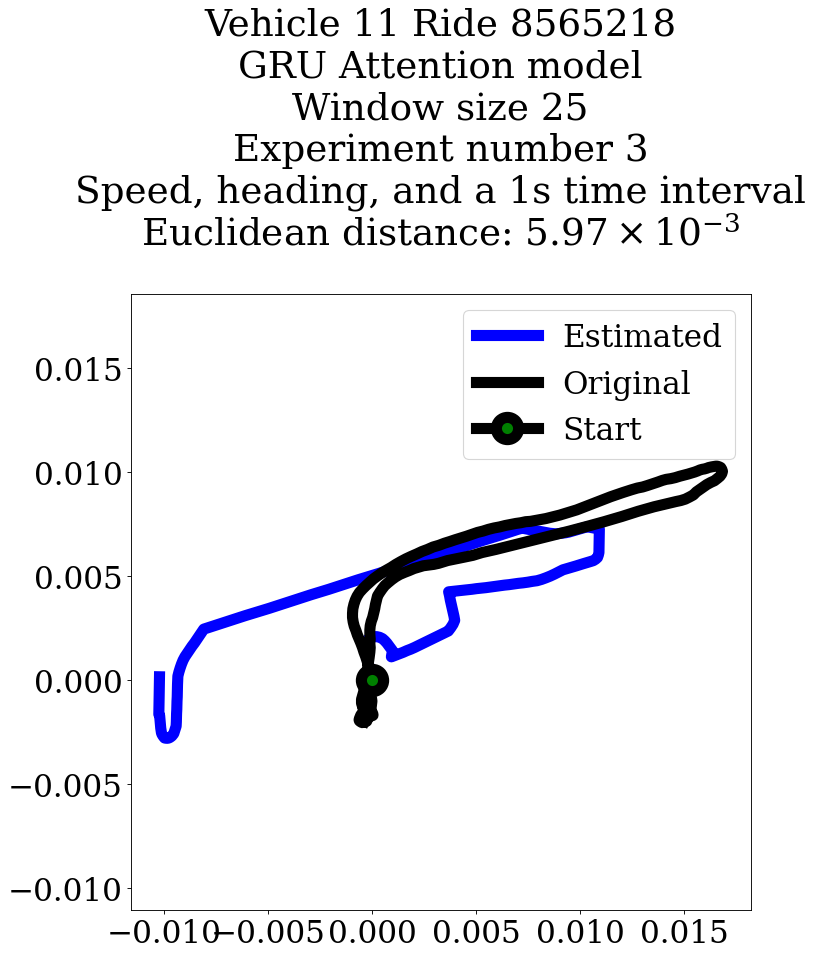 Vehicle 11 Ride 8565218
GRU Attention model
Window size 25
Experiment number 3
Speed, heading, and a 1s time interval
Euclidean distance: 5.97 × 10⁻³
Estimated
Original
Start
0.015
0.010
0.005
0.000
−0.005
−0.010
−0.010 −0.005 0.000 0.005 0.010 0.015